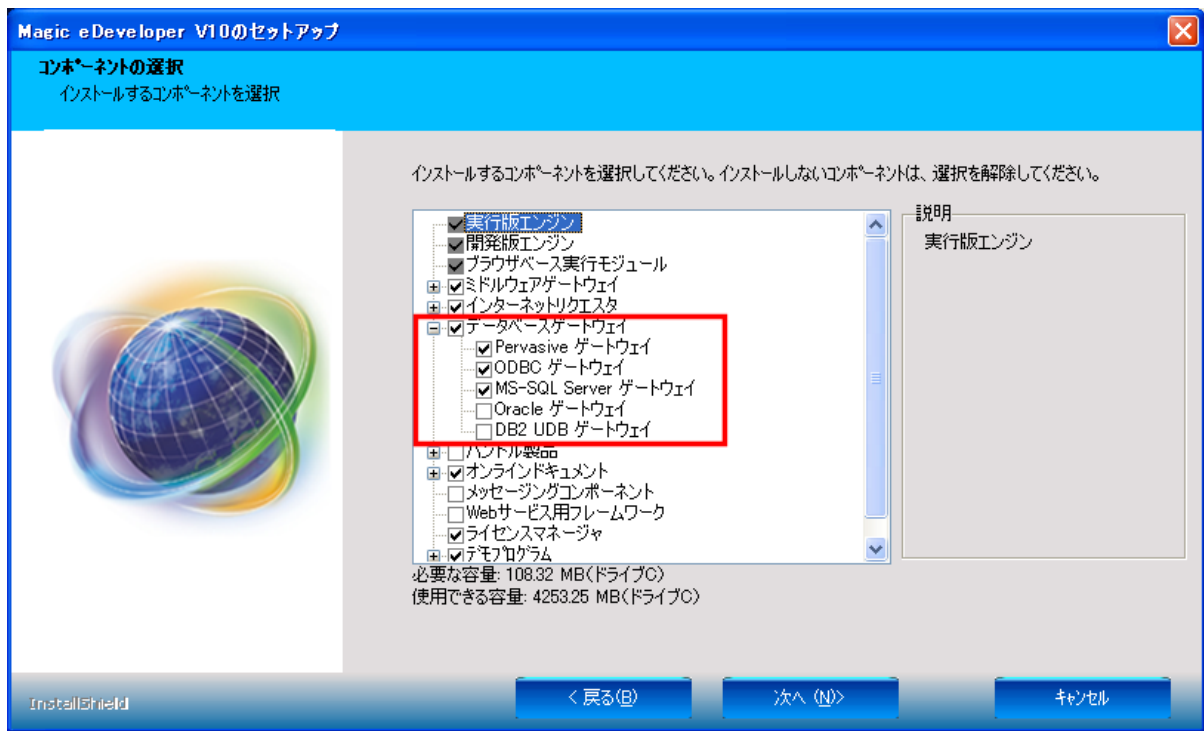 Magic eDeveloper V10のセットアップ
コンポーネントの選択
インストールするコンポーネントを選択
インストールするコンポーネントを選択してください。インストールしないコンポーネントは、選択を解除してください。
実行版エンジン
開発版エンジン
ブラウザベース実行モジュール
ミドルウェアゲートウェイ
インターネットリクエスタ
データベースゲートウェイ
Pervasive ゲートウェイ
ODBC ゲートウェイ
MS-SQL Server ゲートウェイ
Oracle ゲートウェイ
DB2 UDB ゲートウェイ
バンドル製品
オンラインドキュメント
メッセージングコンポーネント
Webサービス用フレームワーク
ライセンスマネージャ
デモプログラム
説明
実行版エンジン
必要な容量: 108.32 MB(ドライブC)
使用できる容量: 4253.25 MB(ドライブC)
InstallShield
< 戻る(B)
次へ (N)>
キャンセル